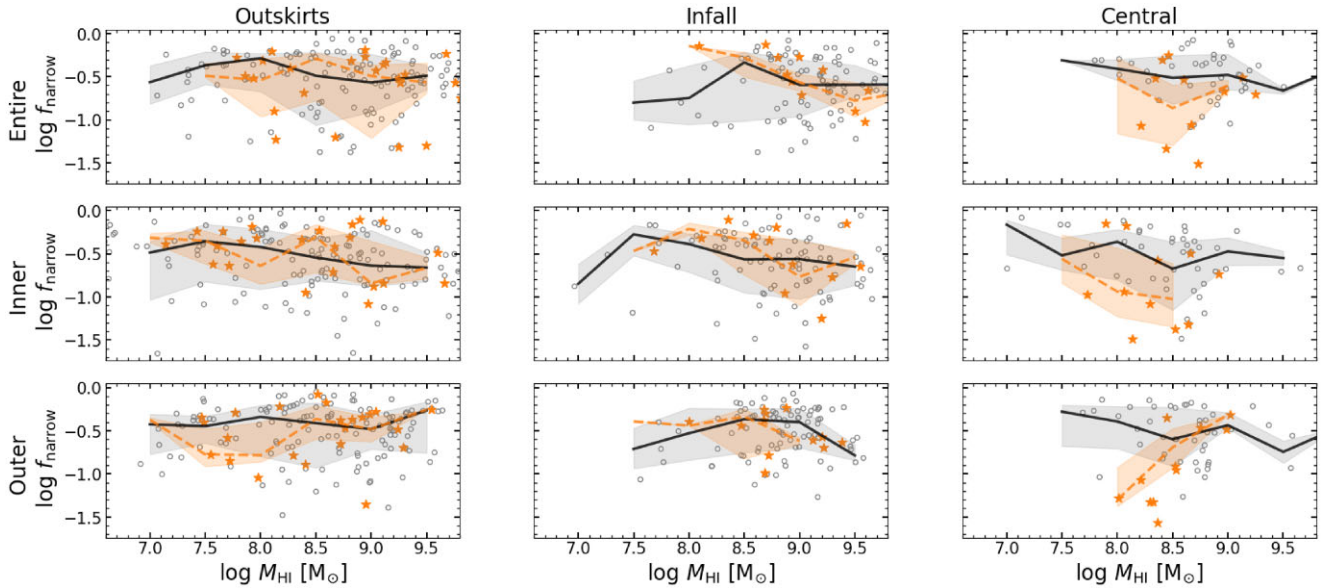 Outskirts Infall Central
Entire
log f_narrow
0.0
−0.5
−1.0
−1.5
Inner
log f_narrow
0.0
−0.5
−1.0
−1.5
Outer
log f_narrow
0.0
−0.5
−1.0
−1.5
7.0 7.5 8.0 8.5 9.0 9.5 7.0 7.5 8.0 8.5 9.0 9.5 7.0 7.5 8.0 8.5 9.0 9.5
log M_HI [M_⊙] log M_HI [M_⊙] log M_HI [M_⊙]